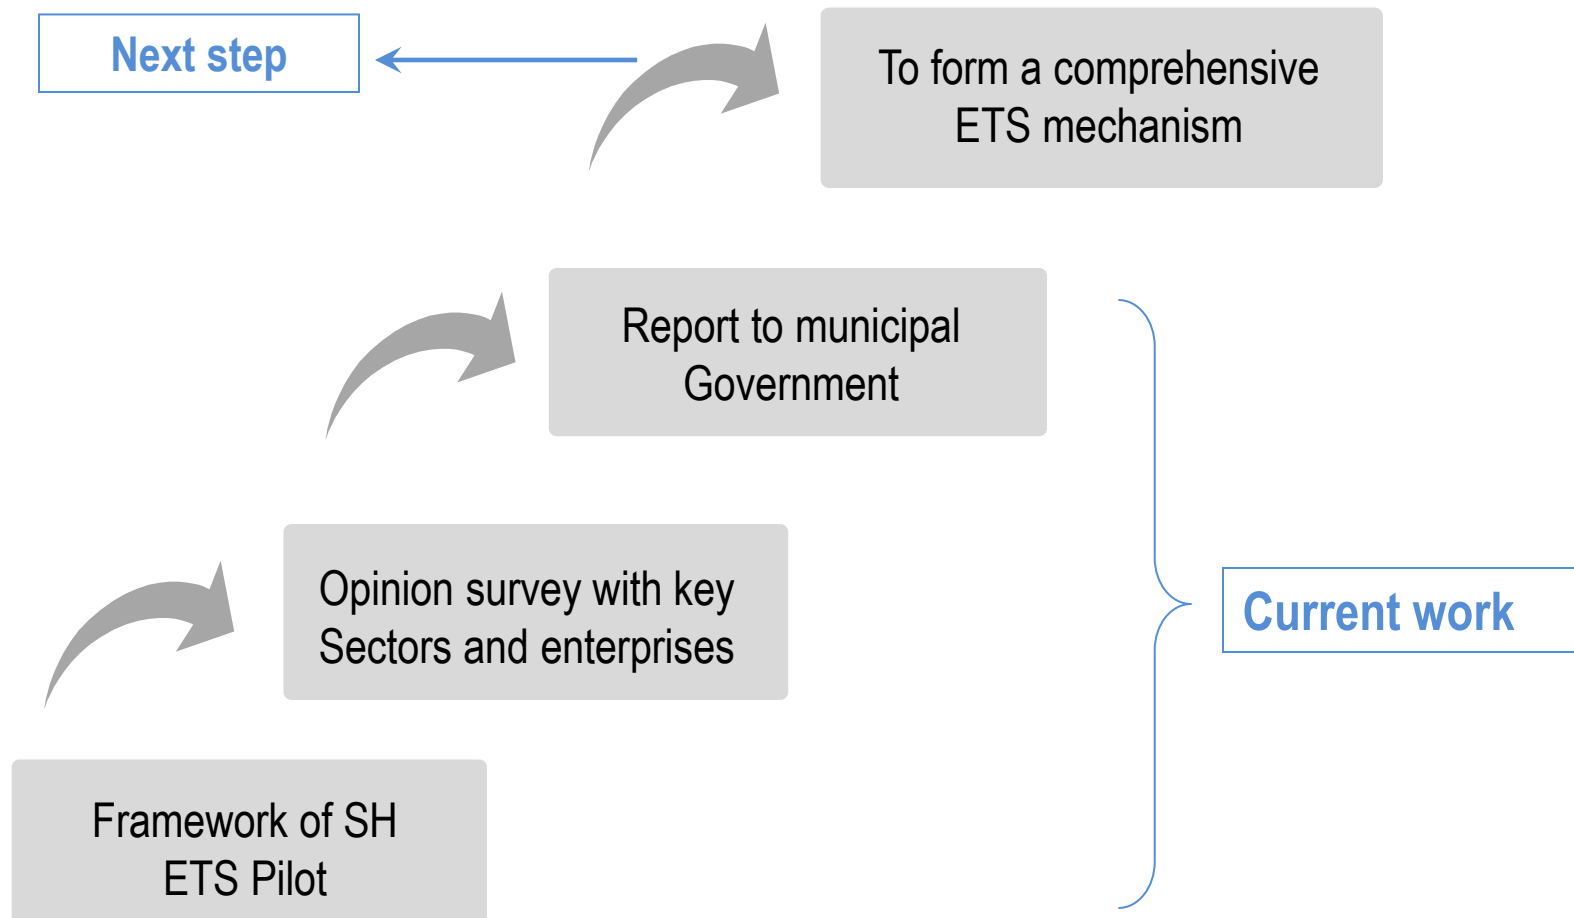 Next step
To form a comprehensive
ETS mechanism
Report to municipal
Government
Opinion survey with key
Sectors and enterprises
Current work
Framework of SH
ETS Pilot